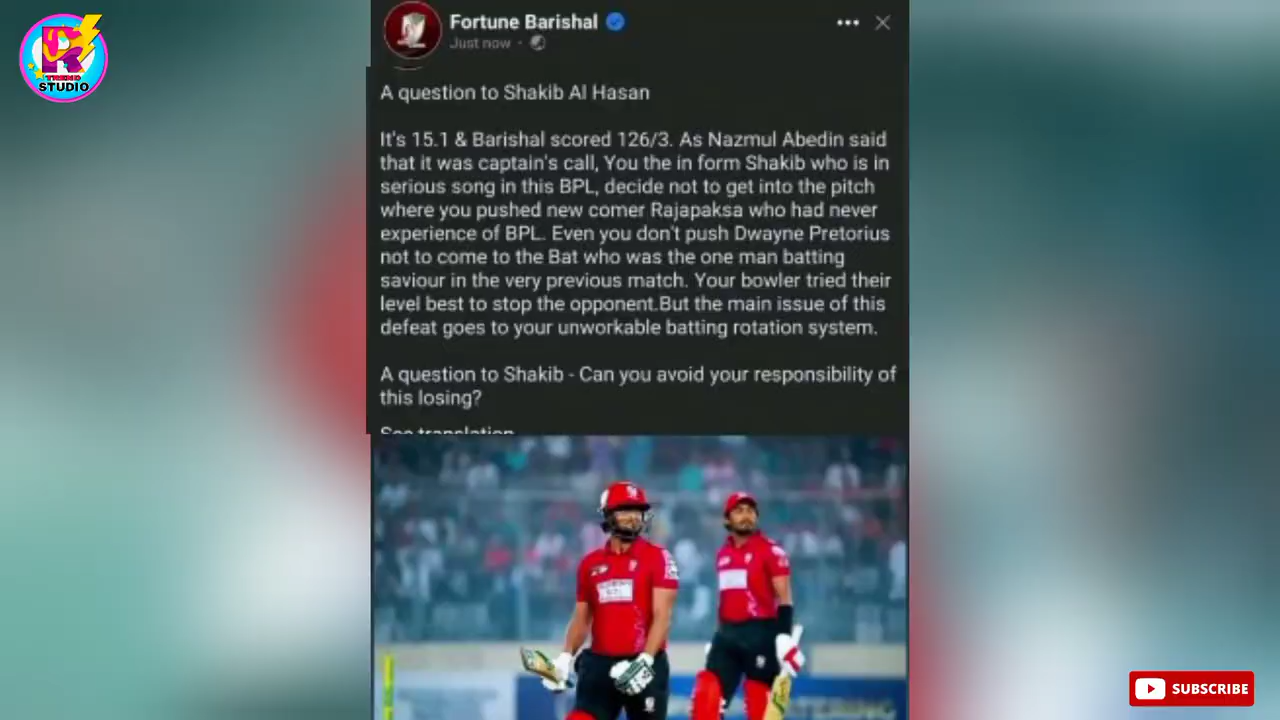 TREND
STUDIO
Fortune Barishal
Just now ·
A question to Shakib Al Hasan
It's 15.1 & Barishal scored 126/3. As Nazmul Abedin said
that it was captain's call, You the in form Shakib who is in
serious song in this BPL, decide not to get into the pitch
where you pushed new comer Rajapaksa who had never
experience of BPL. Even you don't push Dwayne Pretorius
not to come to the Bat who was the one man batting
saviour in the very previous match. Your bowler tried their
level best to stop the opponent.But the main issue of this
defeat goes to your unworkable batting rotation system.
A question to Shakib - Can you avoid your responsibility of
this losing?
See translation
SUBSCRIBE